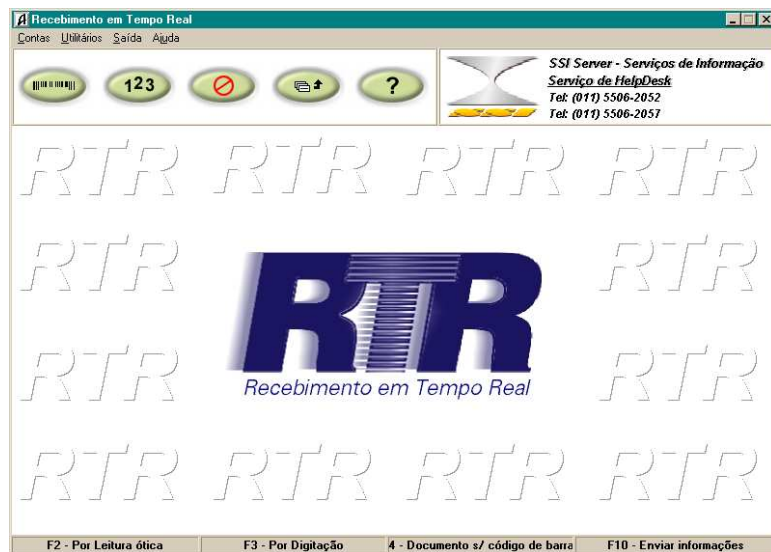 Recebimento em Tempo Real
Contas Utilitários Saída Ajuda
123
?
SSI
SSI Server - Serviços de Informação
Serviço de HelpDesk
Tel: (011) 5506-2052
Tel: (011) 5506-2057
RTR RTR RTR RTR
RTR RTR
RTR
Recebimento em Tempo Real
RTR RTR
RTR RTR RTR RTR
F2 - Por Leitura ótica F3 - Por Digitação 4 - Documento s/ código de barra F10 - Enviar informações